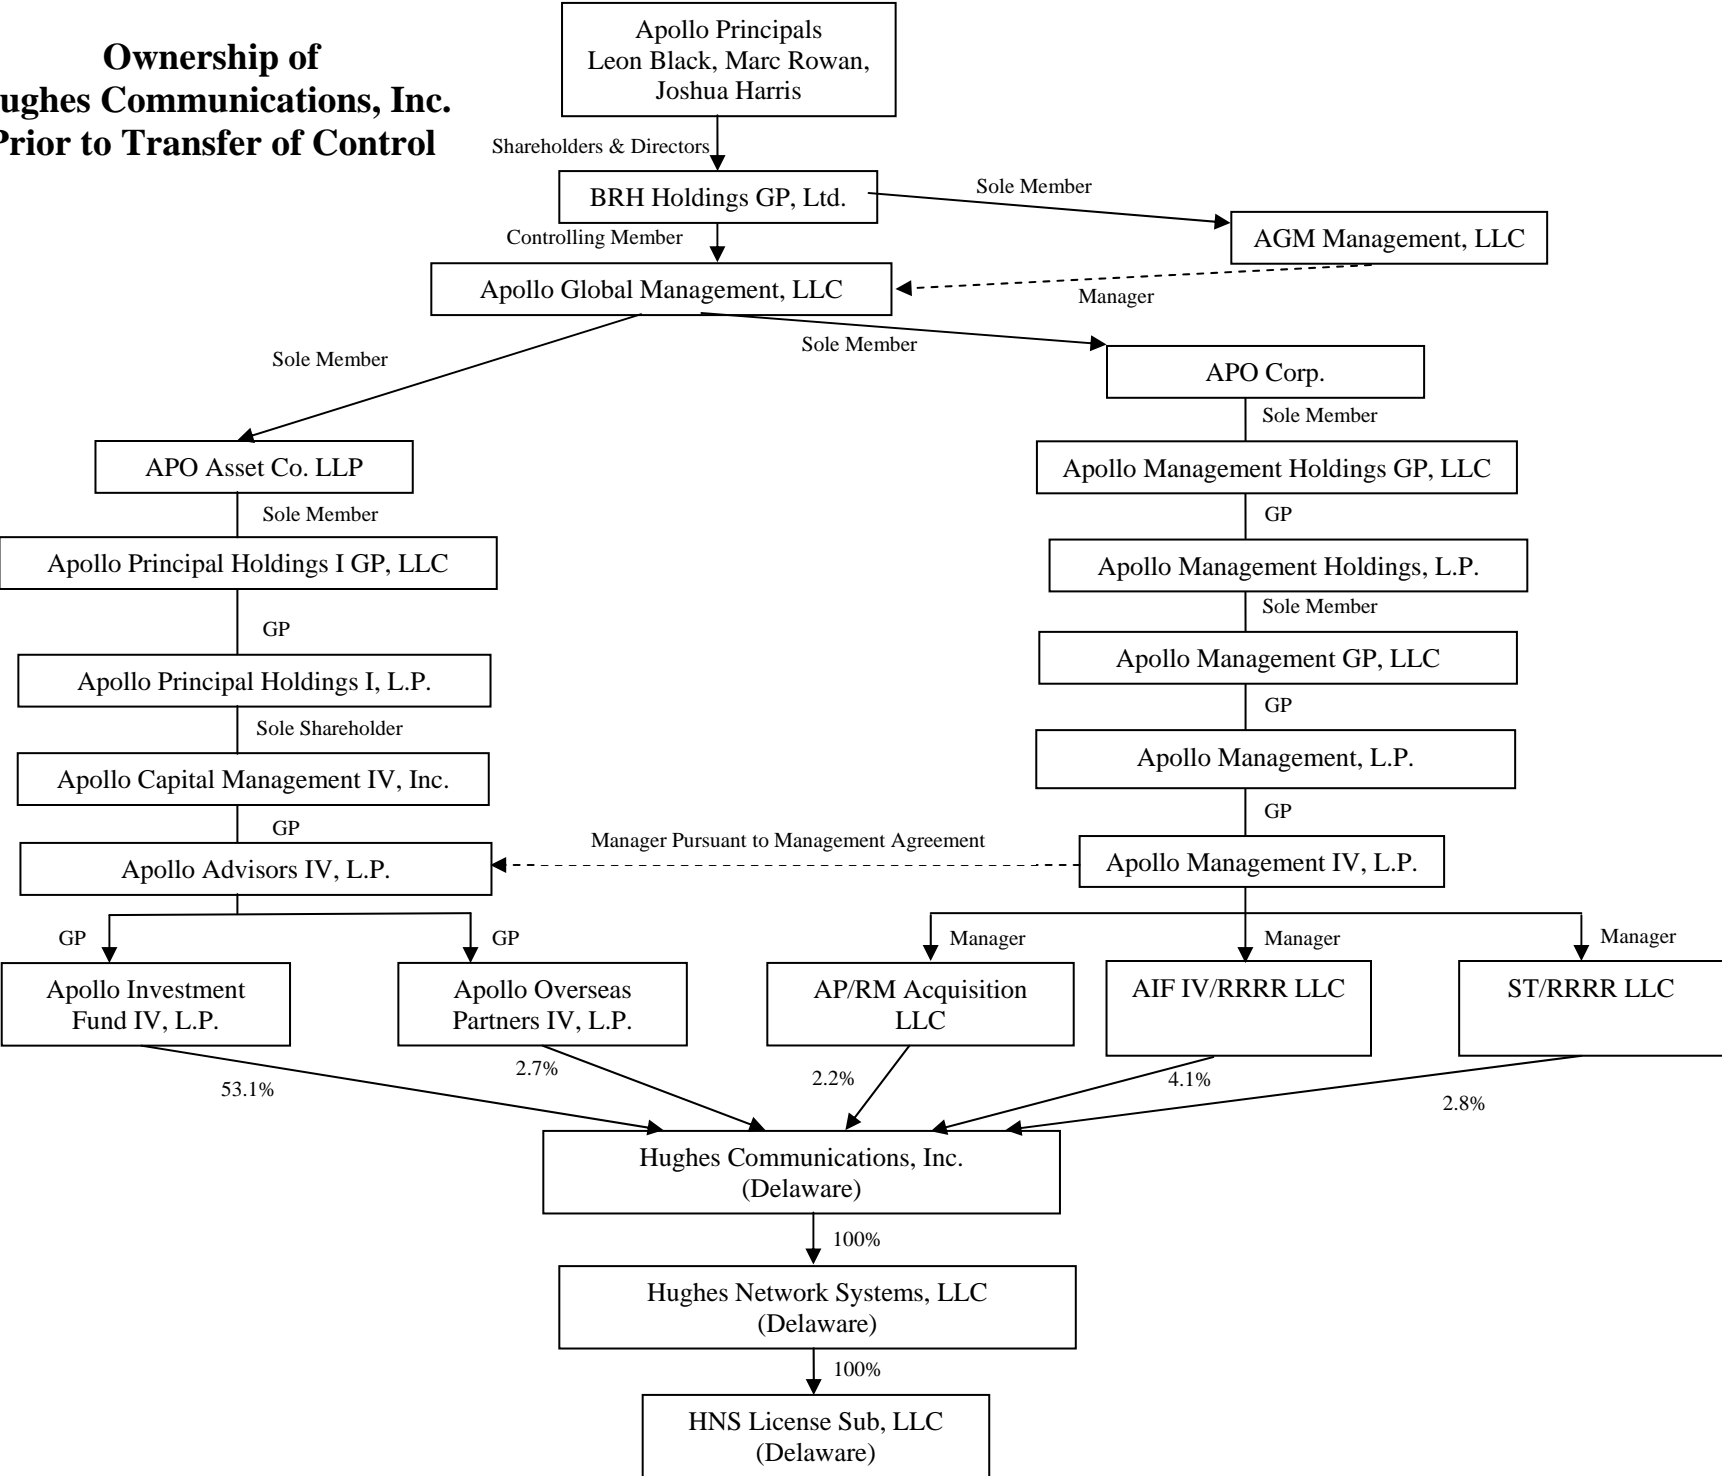 Ownership of
ughes Communications, Inc.
Prior to Transfer of Control
Apollo Principals
Leon Black, Marc Rowan,
Joshua Harris
Shareholders & Directors
BRH Holdings GP, Ltd.
Sole Member
AGM Management, LLC
Controlling Member
Apollo Global Management, LLC
Manager
Sole Member
Sole Member
APO Corp.
Sole Member
APO Asset Co. LLP
Apollo Management Holdings GP, LLC
Sole Member
GP
Apollo Principal Holdings I GP, LLC
Apollo Management Holdings, L.P.
Sole Member
GP
Apollo Management GP, LLC
Apollo Principal Holdings I, L.P.
GP
Sole Shareholder
Apollo Management, L.P.
Apollo Capital Management IV, Inc.
GP
GP
Manager Pursuant to Management Agreement
Apollo Advisors IV, L.P.
Apollo Management IV, L.P.
GP
GP
Manager
Manager
Manager
Apollo Investment
Fund IV, L.P.
Apollo Overseas
Partners IV, L.P.
AP/RM Acquisition
LLC
AIF IV/RRRR LLC
ST/RRRR LLC
53.1%
2.7%
2.2%
4.1%
2.8%
Hughes Communications, Inc.
(Delaware)
100%
Hughes Network Systems, LLC
(Delaware)
100%
HNS License Sub, LLC
(Delaware)